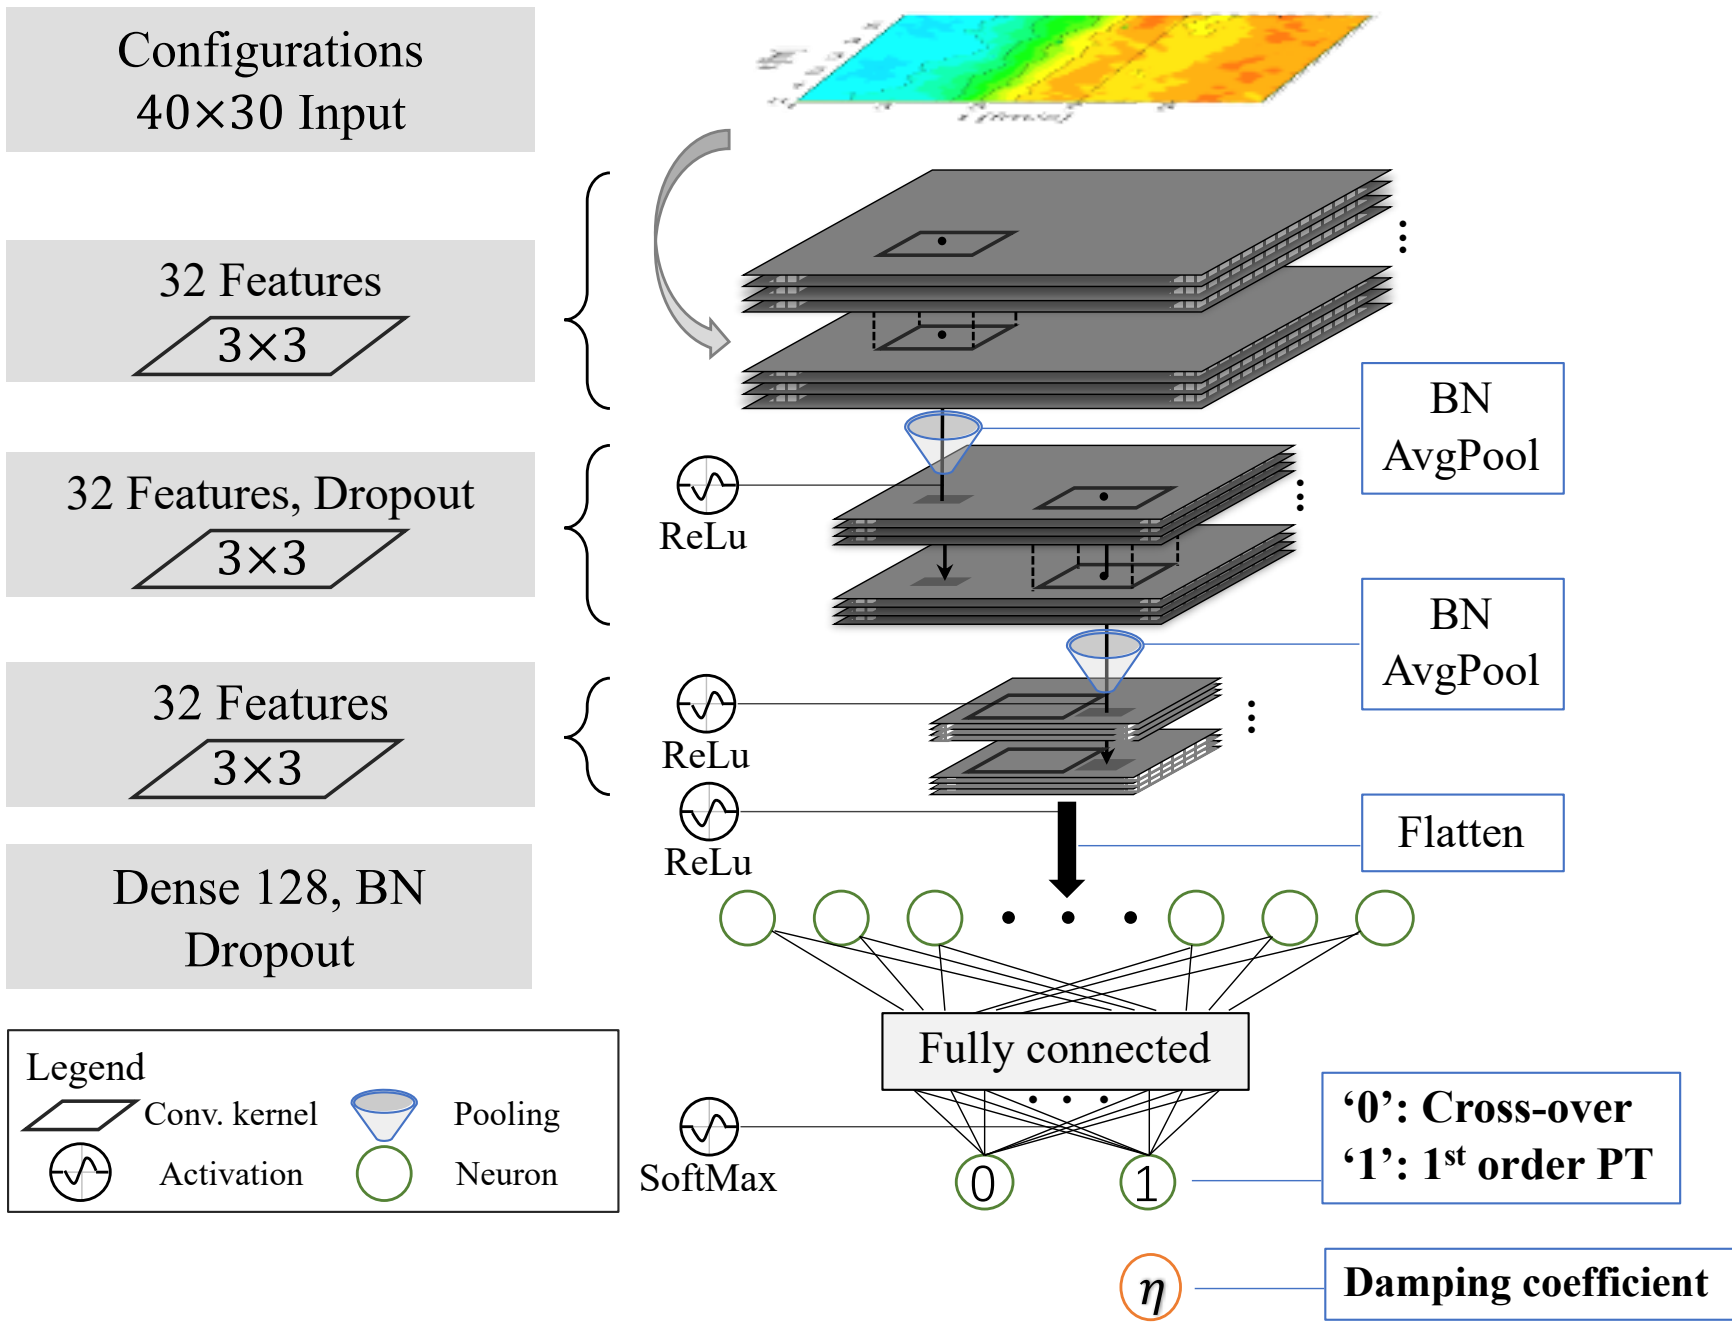 Configurations
40×30 Input
32 Features
3×3
BN
AvgPool
32 Features, Dropout
3×3
ReLu
BN
AvgPool
32 Features
3×3
ReLu
ReLu
Flatten
Dense 128, BN
Dropout
Fully connected
Legend
Conv. kernel
Pooling
Activation
Neuron
SoftMax
0
1
‘0’: Cross-over
‘1’: 1st order PT
η
Damping coefficient